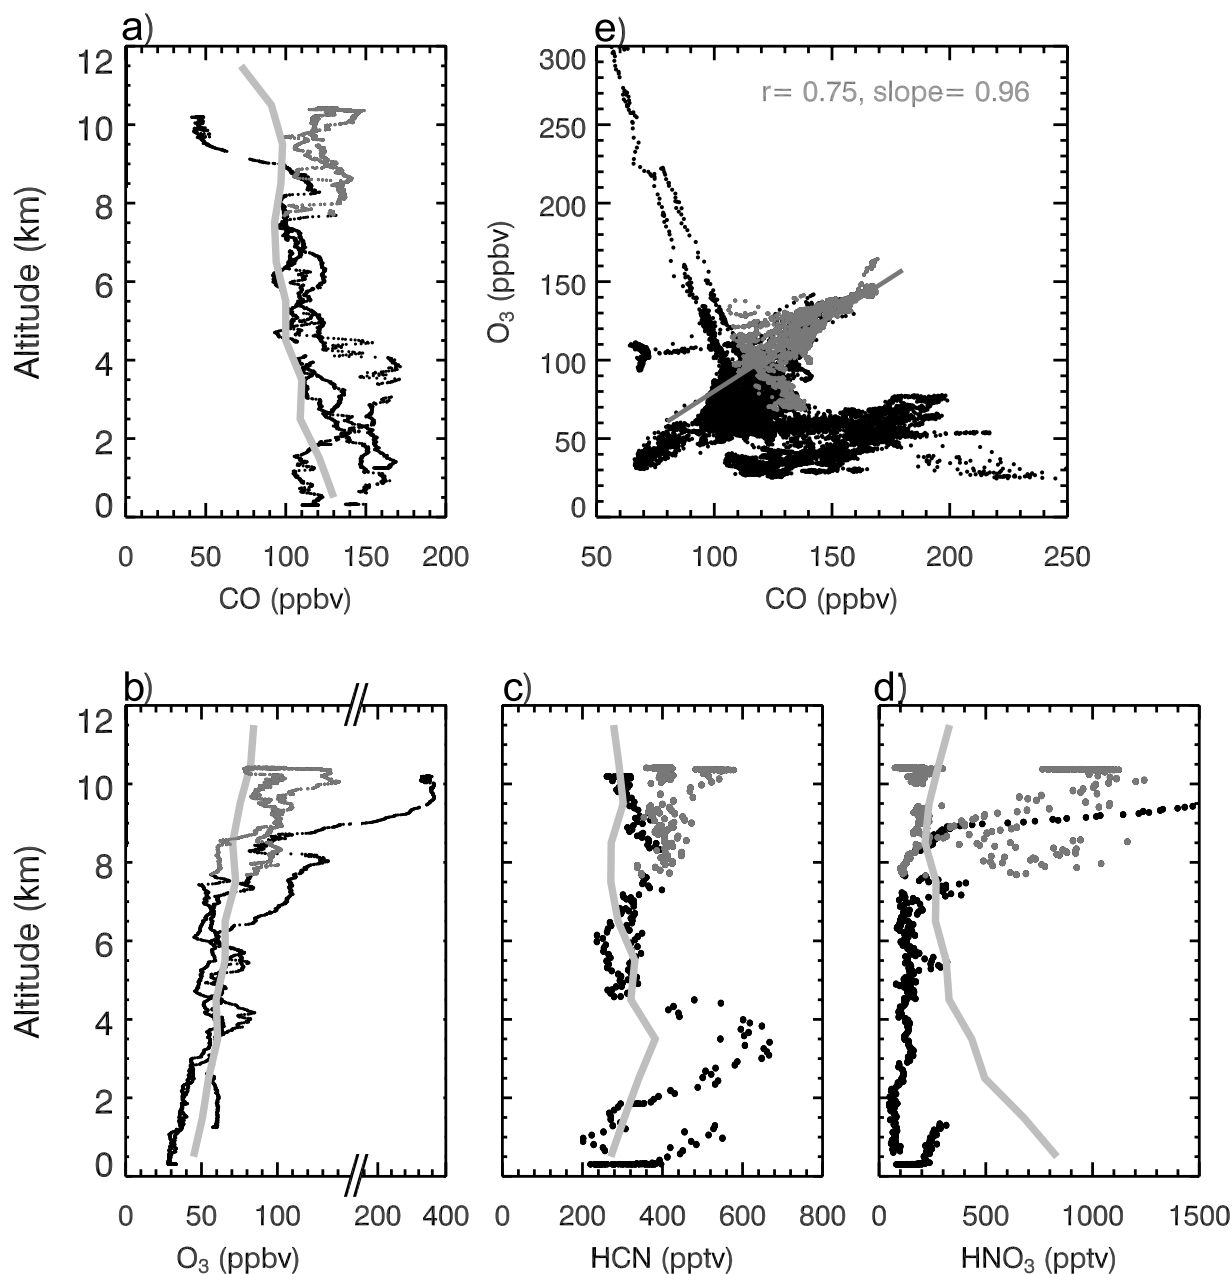 a)
12
10
8
6
4
2
0
Altitude (km)
0 50 100 150 200
CO (ppbv)
e)
r= 0.75, slope= 0.96
300
250
200
150
100
50
0
O3 (ppbv)
50 100 150 200 250
CO (ppbv)
b)
12
10
8
6
4
2
0
Altitude (km)
0 50 100 200 400
O3 (ppbv)
c)
0 200 400 600 800
HCN (pptv)
d)
0 500 1000 1500
HNO3 (pptv)